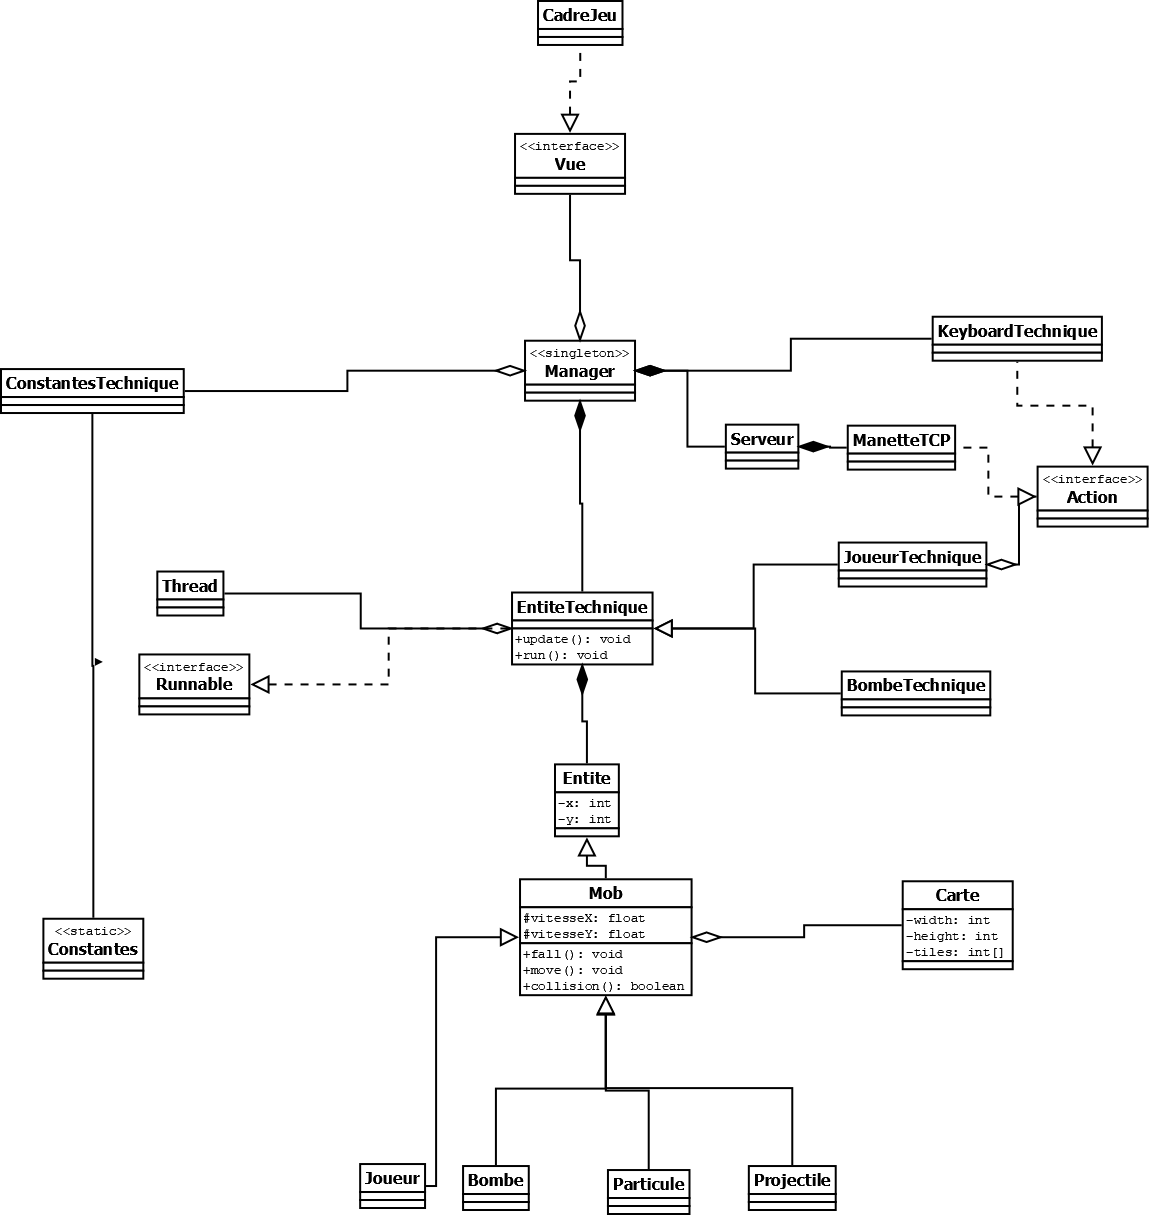 CadreJeu
<<interface>>
Vue
<<singleton>>
Manager
KeyboardTechnique
ConstantesTechnique
Serveur
ManetteTCP
<<interface>>
Action
JoueurTechnique
Thread
EntiteTechnique
+update(): void
+run(): void
<<interface>>
Runnable
BombeTechnique
Entite
-x: int
-y: int
Mob
#vitesseX: float
#vitesseY: float
+fall(): void
+move(): void
+collision(): boolean
Carte
-width: int
-height: int
-tiles: int[]
<<static>>
Constantes
Joueur
Bombe
Particule
Projectile